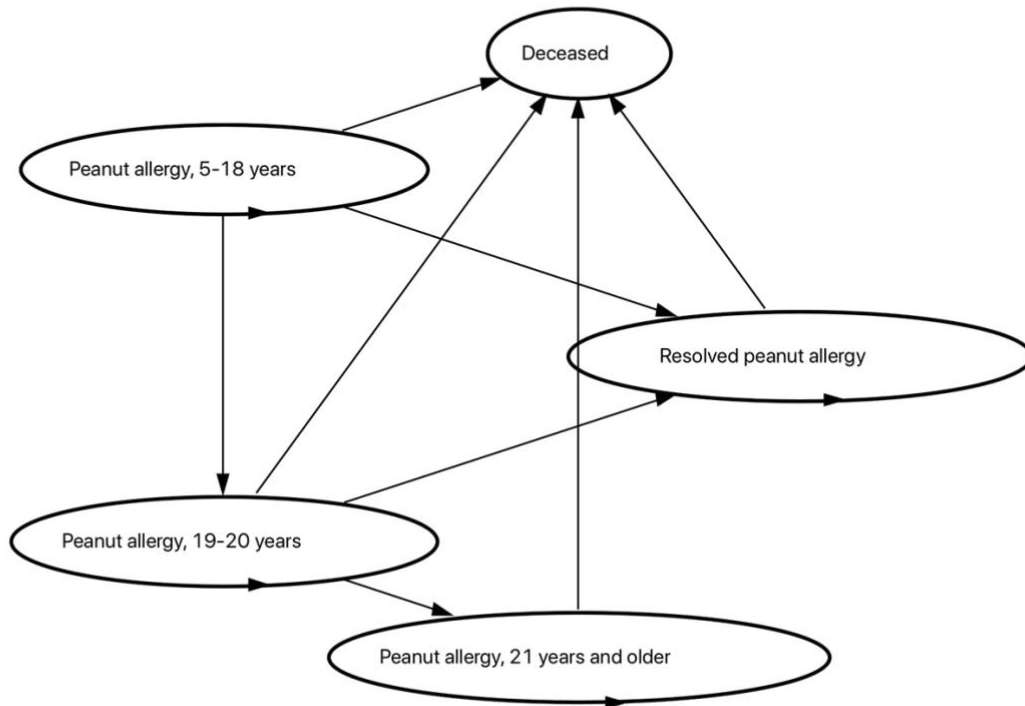 Deceased
Peanut allergy, 5-18 years
Resolved peanut allergy
Peanut allergy, 19-20 years
Peanut allergy, 21 years and older